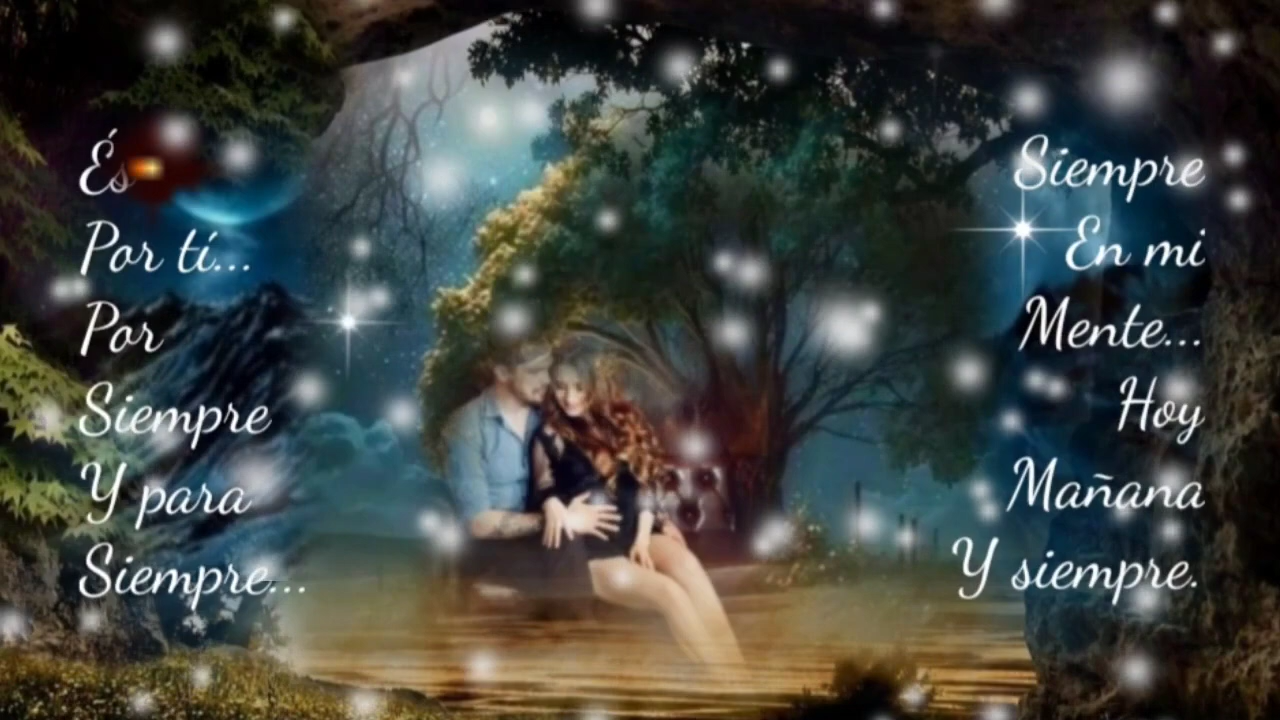 És
Por tí...
Por
Siempre
Y para
Siempre...
Siempre
En mi
Mente...
Hoy
Mañana
Y siempre.